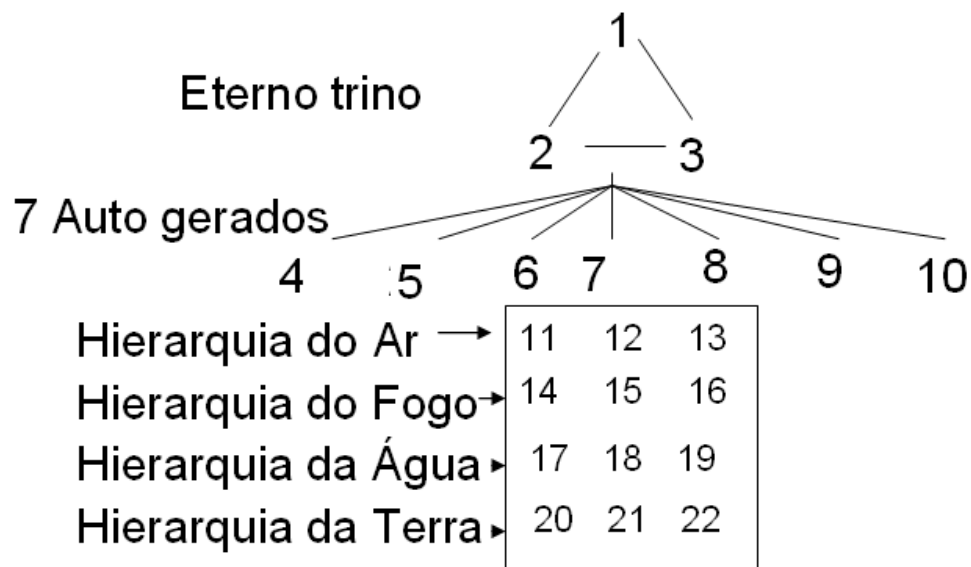 1
Eterno trino
2 3
7 Auto gerados
4 5 6 7 8 9 10
Hierarquia do Ar 11 12 13
Hierarquia do Fogo 14 15 16
Hierarquia da Água 17 18 19
Hierarquia da Terra 20 21 22